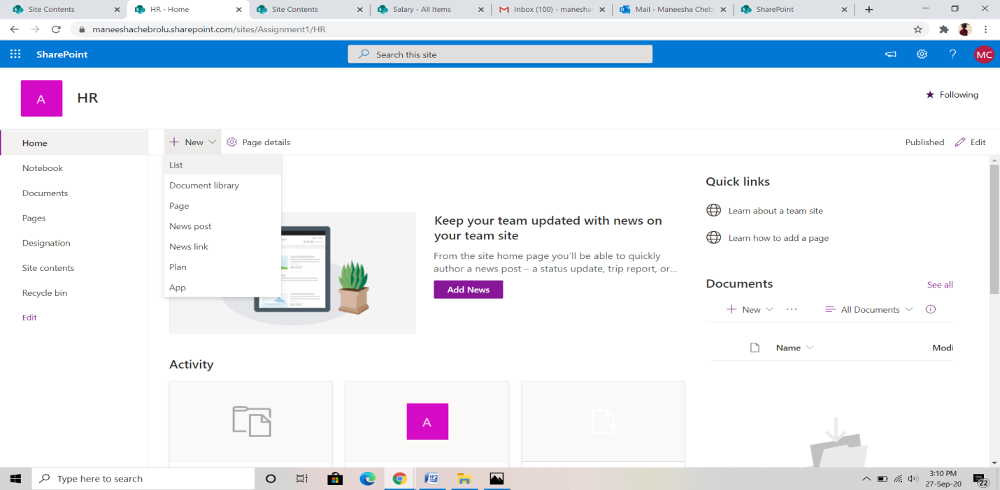 Site Contents
HR - Home
Site Contents
Salary - All Items
Inbox (100) - manesha
Mail - Maneesha Cheb
SharePoint
maneeshachebrolu.sharepoint.com/sites/Assignment1/HR
SharePoint
Search this site
?
MC
A
HR
Following
Home
Notebook
Documents
Pages
Designation
Site contents
Recycle bin
Edit
New
Page details
Published
Edit
List
Document library
Page
News post
News link
Plan
App
Keep your team updated with news on
your team site
From the site home page you'll be able to quickly
author a news post – a status update, trip report, or...
Add News
Quick links
Learn about a team site
Learn how to add a page
Documents
See all
New
...
All Documents
Name
Modi
Activity
A
Type here to search
3:10 PM
27-Sep-20
22